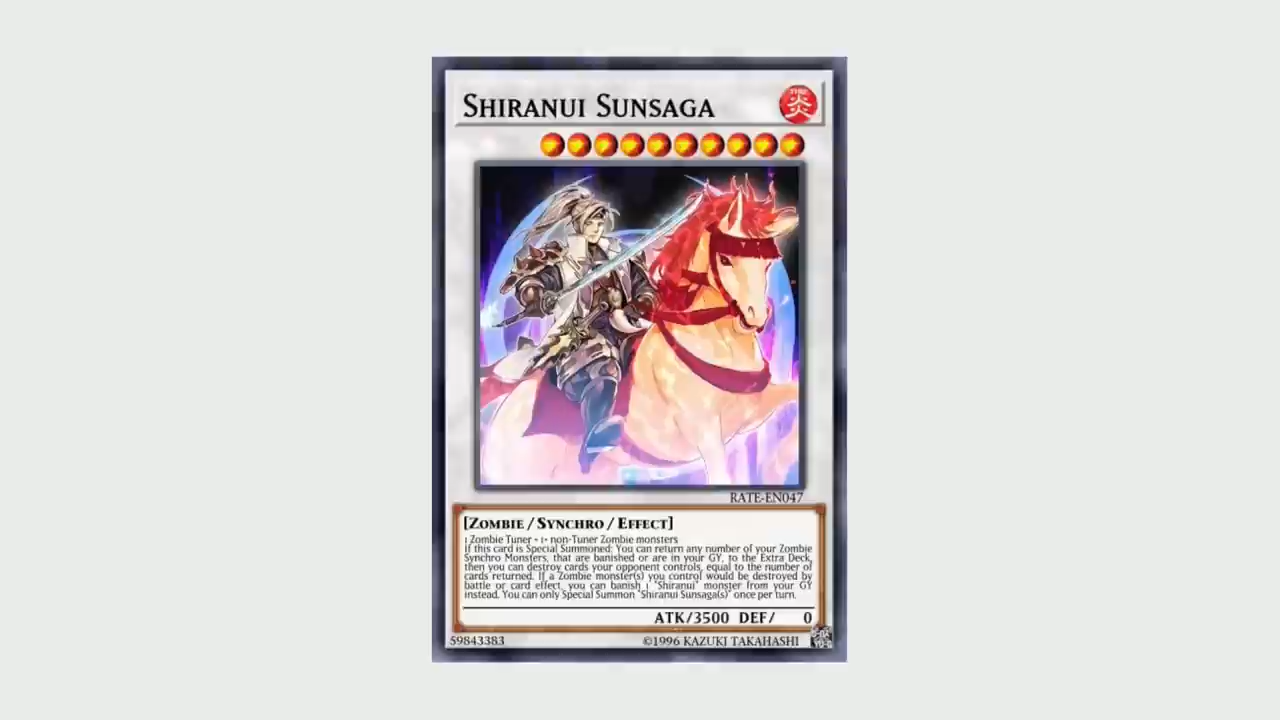 Shiranui Sunsaga
炎
RATE-EN047
[Zombie / Synchro / Effect]
1 Zombie Tuner + 1+ non-Tuner Zombie monsters
If this card is Special Summoned: You can return any number of your Zombie
Synchro Monsters, that are banished or are in your GY, to the Extra Deck,
then you can destroy cards your opponent controls, equal to the number of
cards returned. If a Zombie monster(s) you control would be destroyed by
battle or card effect, you can banish 1 "Shiranui" monster from your GY
instead. You can only Special Summon "Shiranui Sunsaga(s)" once per turn.
ATK/3500 DEF/ 0
59843383 ©1996 KAZUKI TAKAHASHI